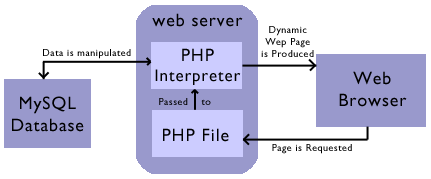 web server
Dynamic
Wep Page
is Produced
Data is manipulated
PHP
Interpreter
Web
Browser
MySQL
Database
Passed to
PHP File
Page is Requested